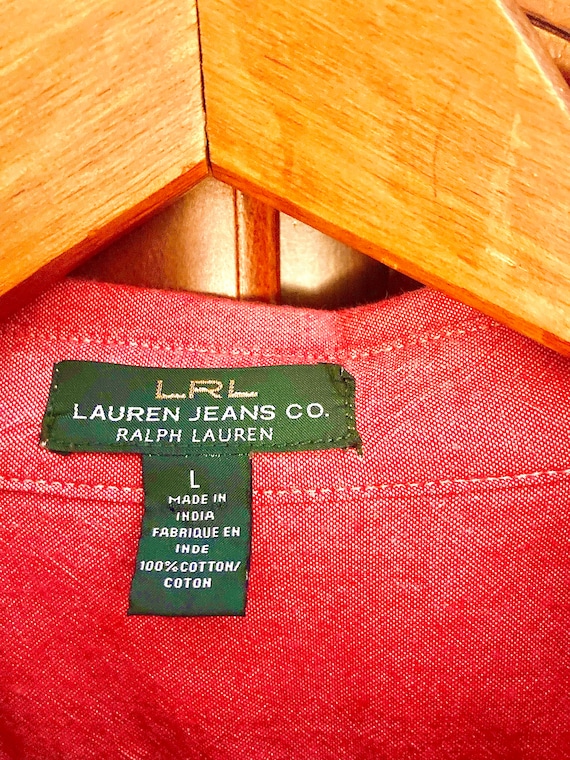 LRL
LAUREN JEANS CO.
RALPH LAUREN
L
MADE IN
INDIA
FABRIQUE EN
INDE
100% COTTON/
COTON